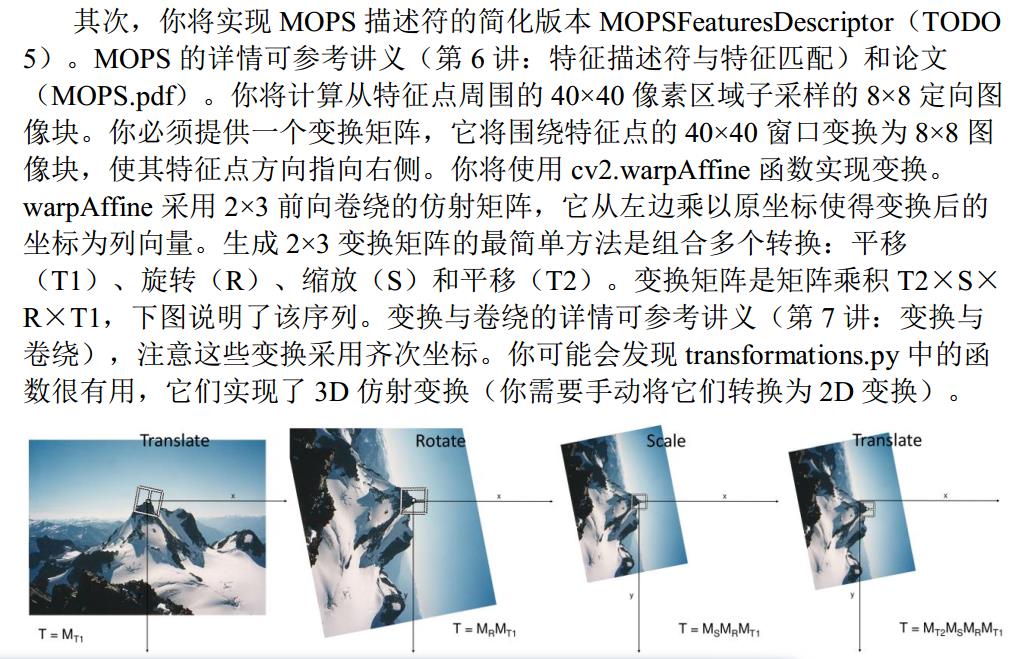 其次，你将实现 MOPS 描述符的简化版本 MOPSFeaturesDescriptor（TODO
5）。MOPS 的详情可参考讲义（第 6 讲：特征描述符与特征匹配）和论文
（MOPS.pdf）。你将计算从特征点周围的 40×40 像素区域子采样的 8×8 定向图
像块。你必须提供一个变换矩阵，它将围绕特征点的 40×40 窗口变换为 8×8 图
像块，使其特征点方向指向右侧。你将使用 cv2.warpAffine 函数实现变换。
warpAffine 采用 2×3 前向卷绕的仿射矩阵，它从左边乘以原坐标使得变换后的
坐标为列向量。生成 2×3 变换矩阵的最简单方法是组合多个转换：平移
（T1）、旋转（R）、缩放（S）和平移（T2）。变换矩阵是矩阵乘积 T2×S×
R×T1，下图说明了该序列。变换与卷绕的详情可参考讲义（第 7 讲：变换与
卷绕），注意这些变换采用齐次坐标。你可能会发现 transformations.py 中的函
数很有用，它们实现了 3D 仿射变换（你需要手动将它们转换为 2D 变换）。
Translate Rotate Scale Translate
x x x x
y y y
T = MT1 T = MRMT1 T = MSMRMT1 T = MT2MSMRMT1